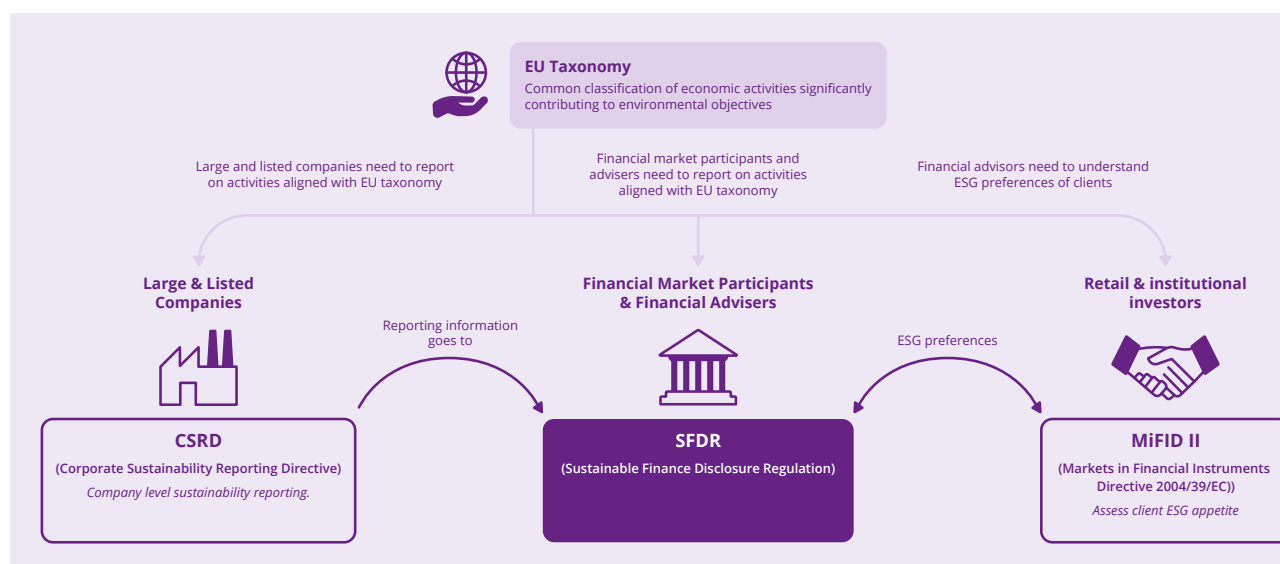 EU Taxonomy
Common classification of economic activities significantly
contributing to environmental objectives
Large and listed companies need to report
on activities aligned with EU taxonomy
Financial market participants and
advisers need to report on activities
aligned with EU taxonomy
Financial advisors need to understand
ESG preferences of clients
Large & Listed
Companies
Financial Market Participants
& Financial Advisers
Retail & institutional
investors
Reporting information
goes to
ESG preferences
CSRD
(Corporate Sustainability Reporting Directive)
Company level sustainability reporting.
SFDR
(Sustainable Finance Disclosure Regulation)
MiFID II
(Markets in Financial Instruments
Directive 2004/39/EC))
Assess client ESG appetite